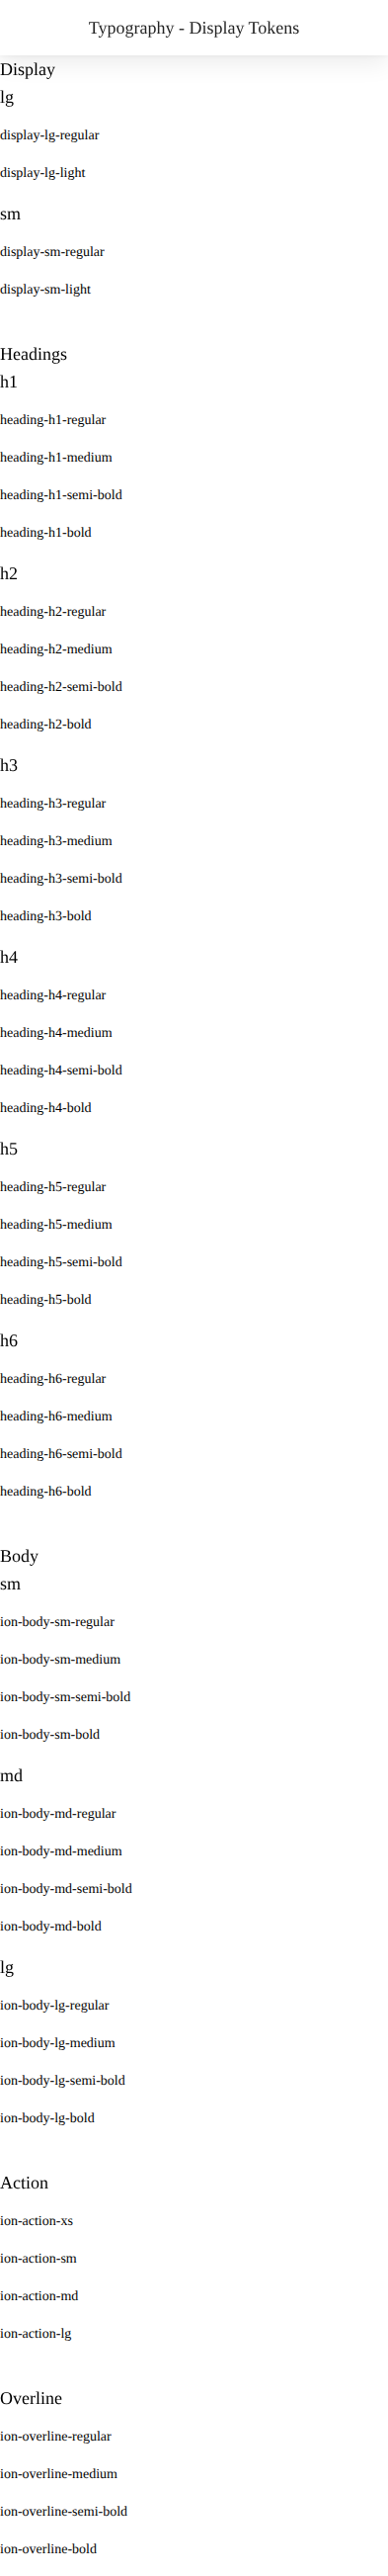 Typography - Display Tokens
Display
lg
display-lg-regular
display-lg-light
sm
display-sm-regular
display-sm-light
Headings
h1
heading-h1-regular
heading-h1-medium
heading-h1-semi-bold
heading-h1-bold
h2
heading-h2-regular
heading-h2-medium
heading-h2-semi-bold
heading-h2-bold
h3
heading-h3-regular
heading-h3-medium
heading-h3-semi-bold
heading-h3-bold
h4
heading-h4-regular
heading-h4-medium
heading-h4-semi-bold
heading-h4-bold
h5
heading-h5-regular
heading-h5-medium
heading-h5-semi-bold
heading-h5-bold
h6
heading-h6-regular
heading-h6-medium
heading-h6-semi-bold
heading-h6-bold
Body
sm
ion-body-sm-regular
ion-body-sm-medium
ion-body-sm-semi-bold
ion-body-sm-bold
md
ion-body-md-regular
ion-body-md-medium
ion-body-md-semi-bold
ion-body-md-bold
lg
ion-body-lg-regular
ion-body-lg-medium
ion-body-lg-semi-bold
ion-body-lg-bold
Action
ion-action-xs
ion-action-sm
ion-action-md
ion-action-lg
Overline
ion-overline-regular
ion-overline-medium
ion-overline-semi-bold
ion-overline-bold